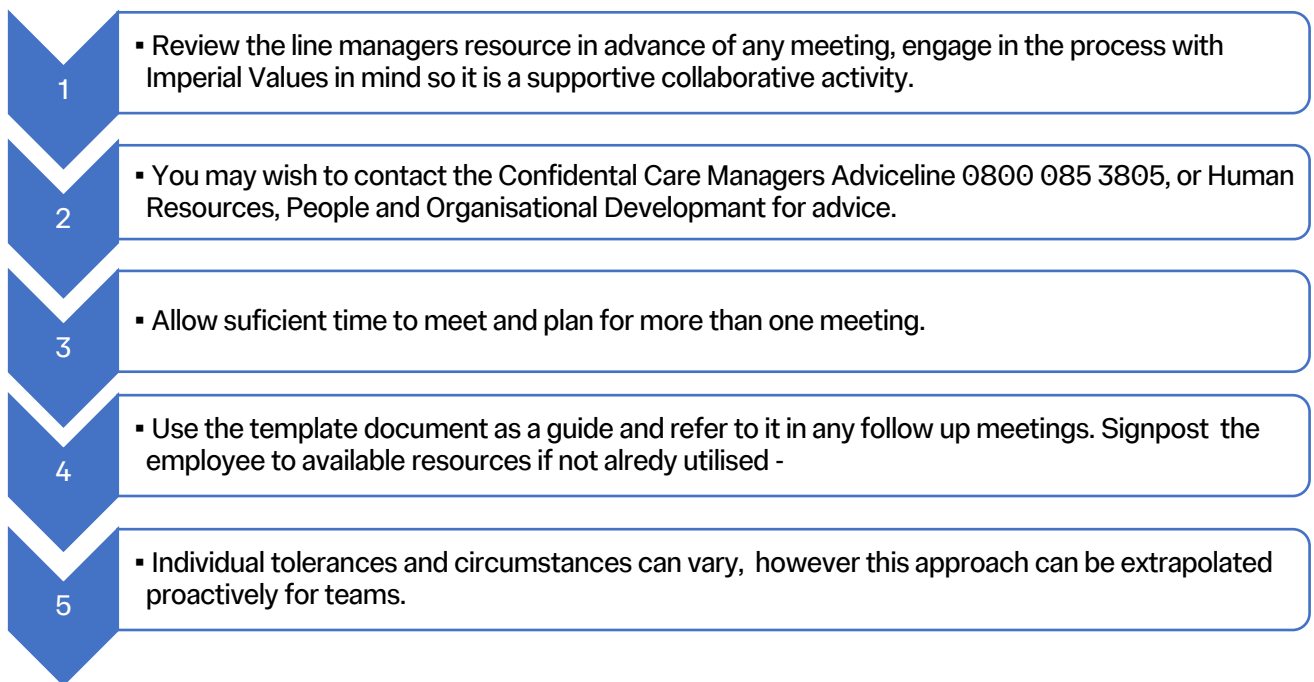 1
▪ Review the line managers resource in advance of any meeting, engage in the process with
Imperial Values in mind so it is a supportive collaborative activity.
2
▪ You may wish to contact the Confidental Care Managers Adviceline 0800 085 3805, or Human
Resources, People and Organisational Developmant for advice.
3
▪ Allow suficient time to meet and plan for more than one meeting.
4
▪ Use the template document as a guide and refer to it in any follow up meetings. Signpost the
employee to available resources if not alredy utilised -
5
▪ Individual tolerances and circumstances can vary, however this approach can be extrapolated
proactively for teams.